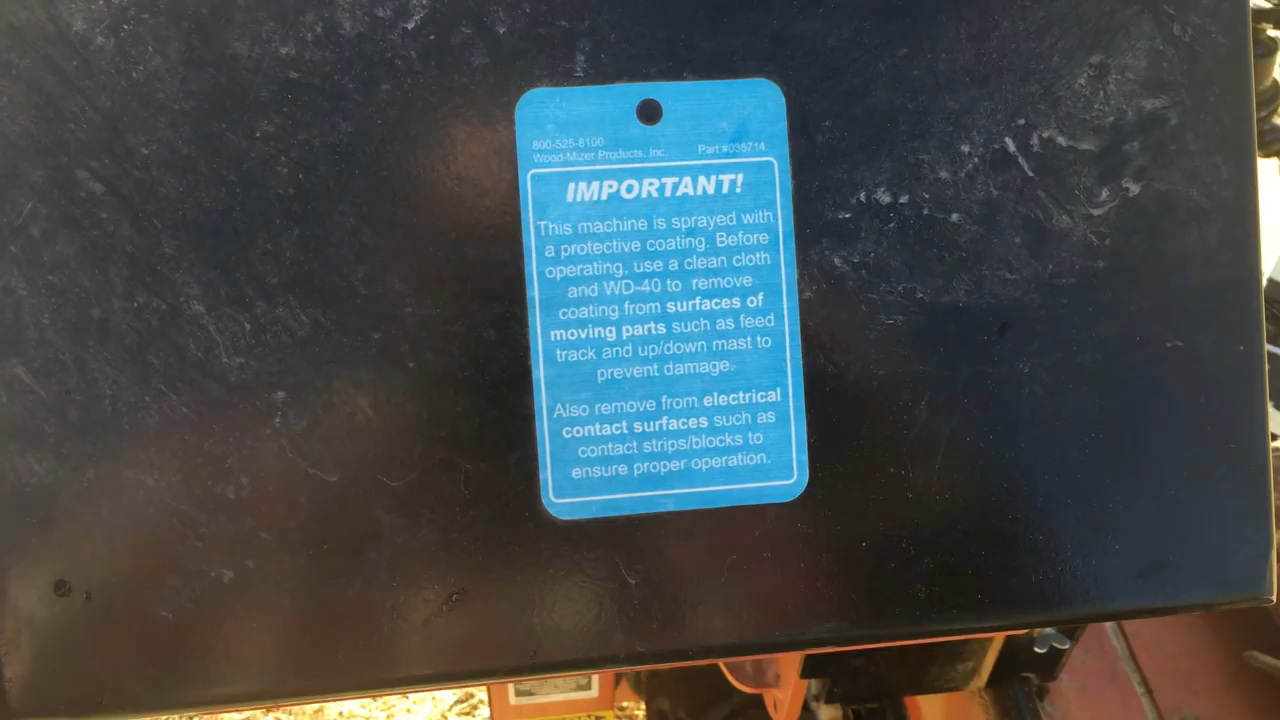 800-525-8100
Wood-Mizer Products, Inc. Part #036714
IMPORTANT!
This machine is sprayed with
a protective coating. Before
operating, use a clean cloth
and WD-40 to remove
coating from surfaces of
moving parts such as feed
track and up/down mast to
prevent damage.
Also remove from electrical
contact surfaces such as
contact strips/blocks to
ensure proper operation.